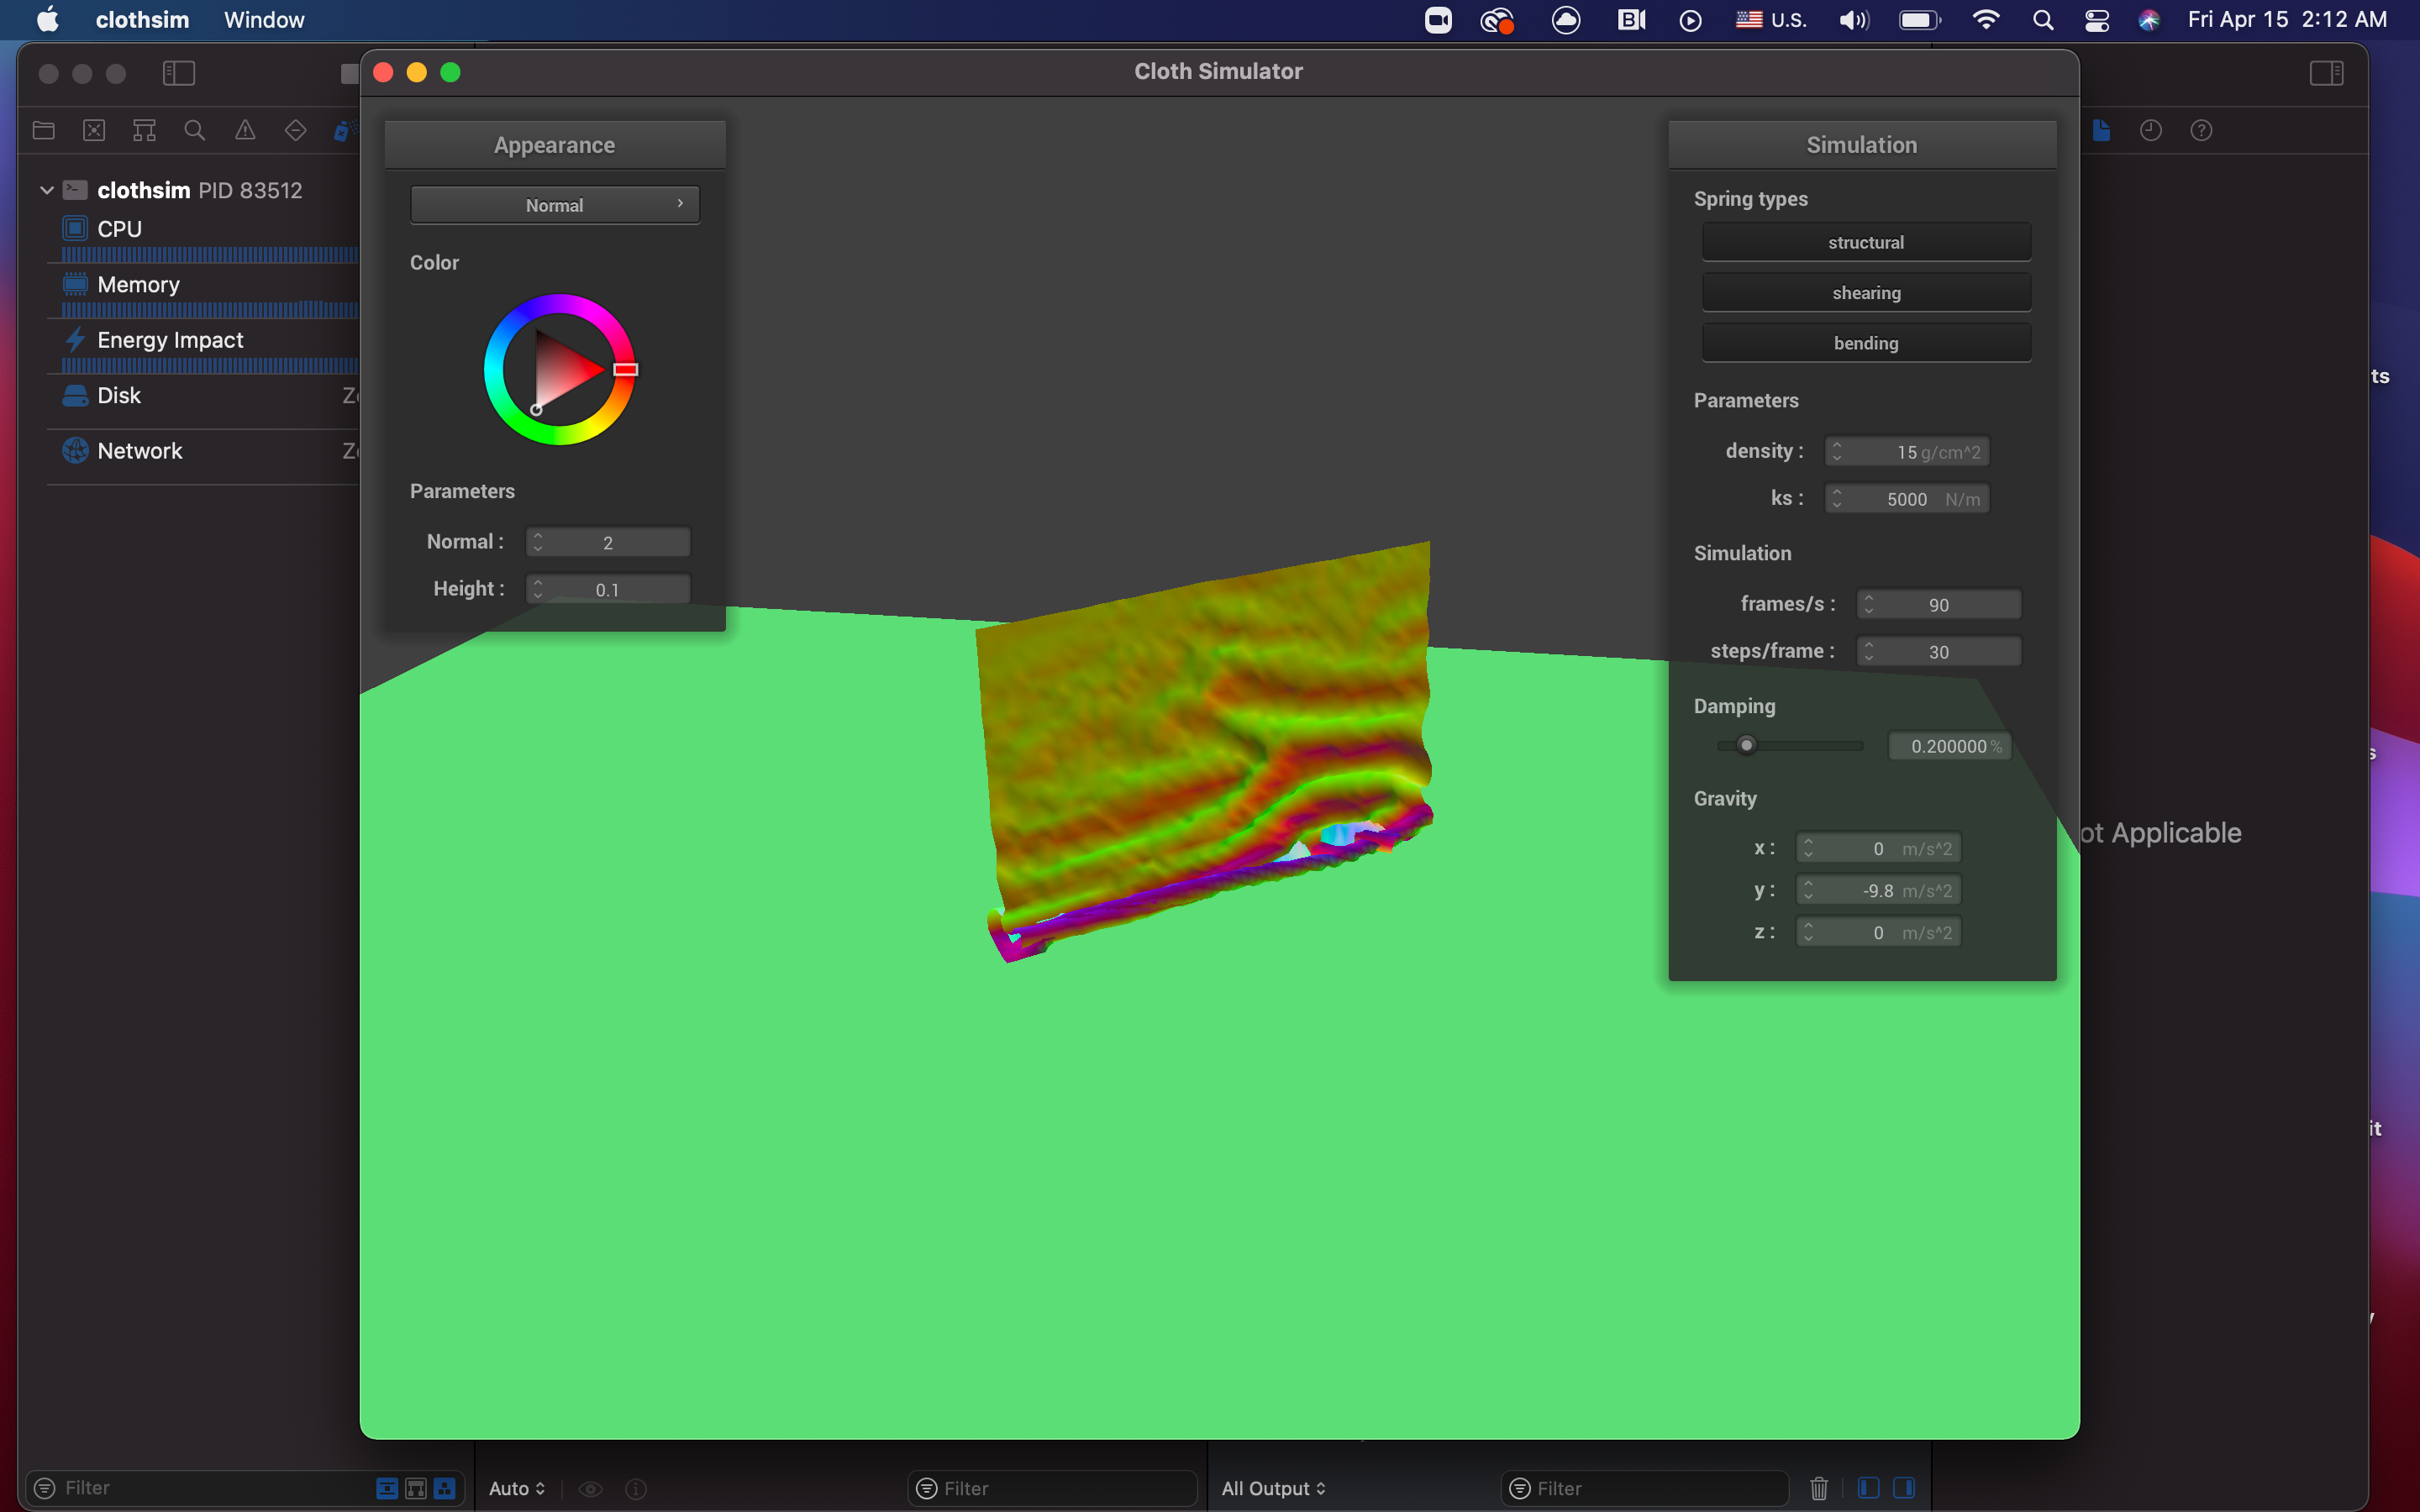 clothsim Window U.S. Fri Apr 15 2:12 AM
Cloth Simulator
clothsim PID 83512
CPU
Memory
Energy Impact
Disk
Network
Appearance
Normal
Color
Parameters
Normal : 2
Height : 0.1
Simulation
Spring types
structural
shearing
bending
Parameters
density : 15 g/cm^2
ks : 5000 N/m
Simulation
frames/s : 90
steps/frame : 30
Damping
0.200000 %
Gravity
x : 0 m/s^2
y : -9.8 m/s^2
z : 0 m/s^2
ot Applicable
ts
s
it
Filter
Auto
Filter
All Output
Filter